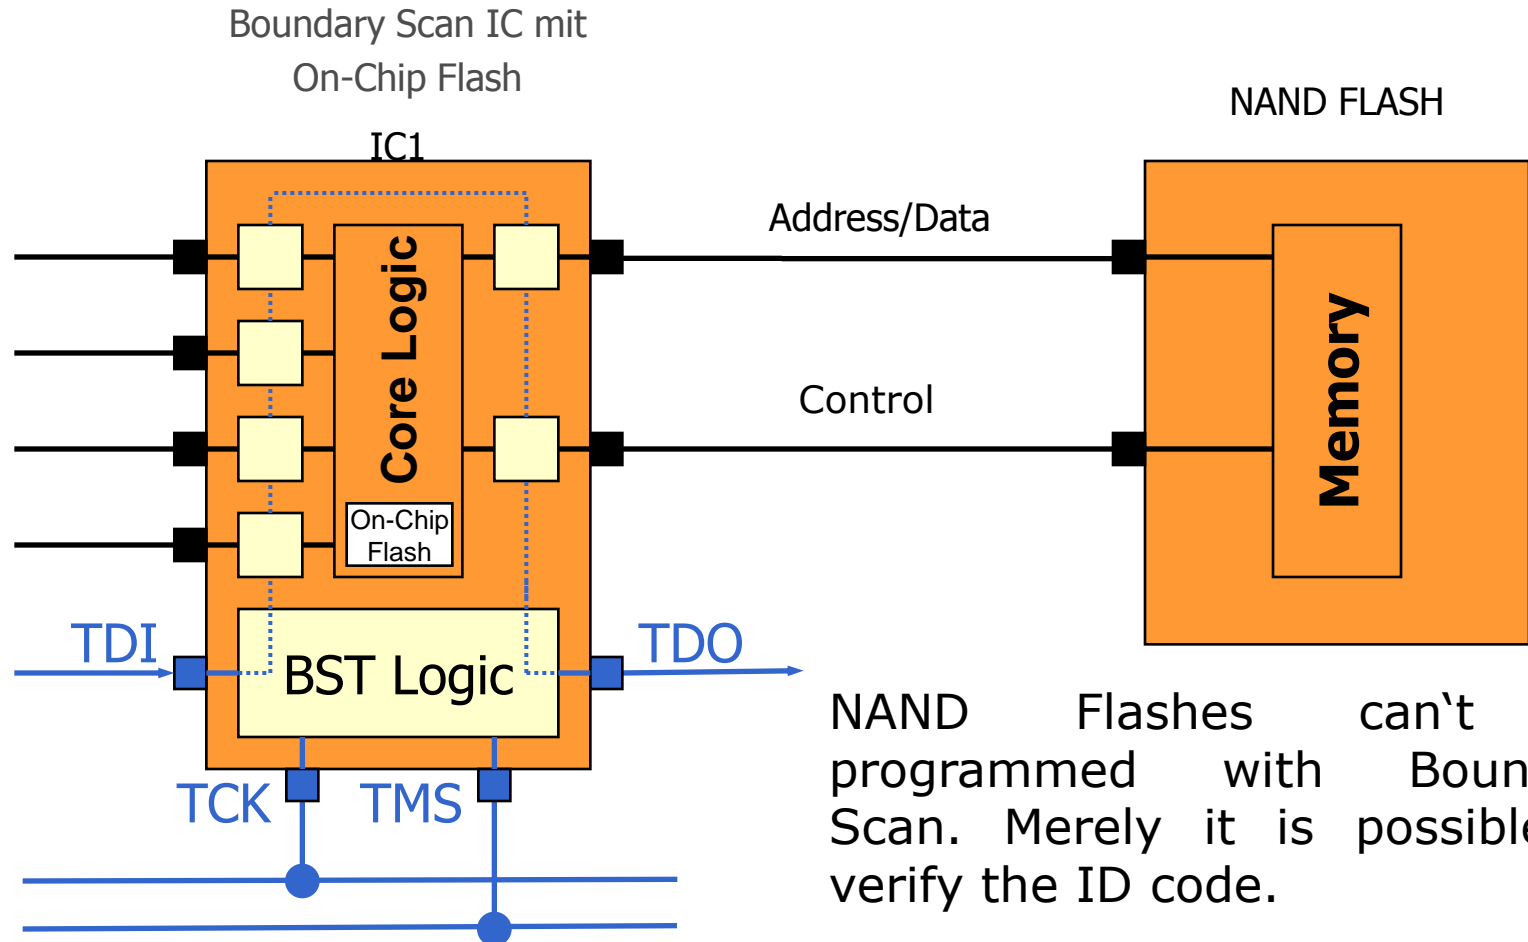 Boundary Scan IC mit
On-Chip Flash
NAND FLASH
IC1
Address/Data
Core Logic
Memory
Control
On-Chip
Flash
TDI
BST Logic
TDO
TCK
TMS
NAND Flashes can‘t
programmed with Boun
Scan. Merely it is possible
verify the ID code.